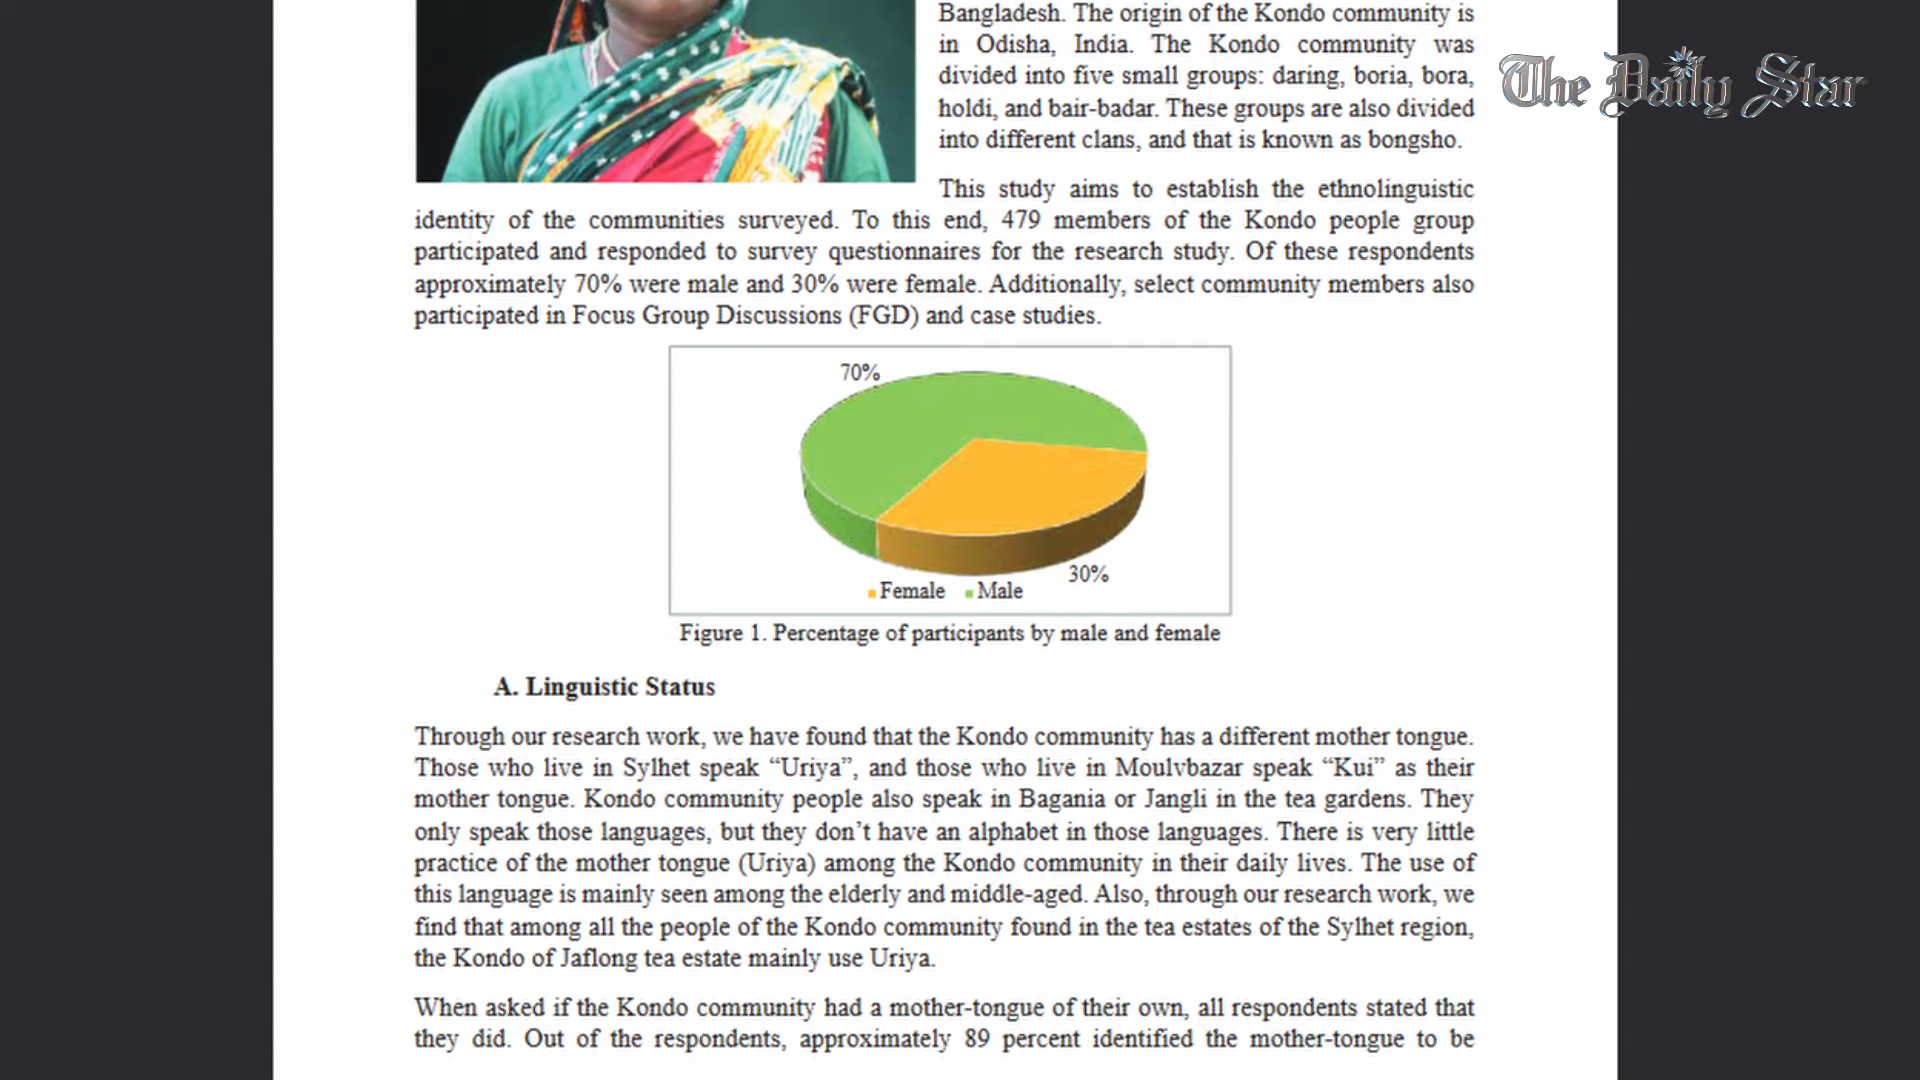 Bangladesh. The origin of the Kondo community is
in Odisha, India. The Kondo community was
divided into five small groups: daring, boria, bora,
holdi, and bair-badar. These groups are also divided
into different clans, and that is known as bongsho.
The Daily Star
This study aims to establish the ethnolinguistic
identity of the communities surveyed. To this end, 479 members of the Kondo people group
participated and responded to survey questionnaires for the research study. Of these respondents
approximately 70% were male and 30% were female. Additionally, select community members also
participated in Focus Group Discussions (FGD) and case studies.
70%
30%
Female Male
Figure 1. Percentage of participants by male and female
A. Linguistic Status
Through our research work, we have found that the Kondo community has a different mother tongue.
Those who live in Sylhet speak “Uriya”, and those who live in Moulvbazar speak “Kui” as their
mother tongue. Kondo community people also speak in Bagania or Jangli in the tea gardens. They
only speak those languages, but they don’t have an alphabet in those languages. There is very little
practice of the mother tongue (Uriya) among the Kondo community in their daily lives. The use of
this language is mainly seen among the elderly and middle-aged. Also, through our research work, we
find that among all the people of the Kondo community found in the tea estates of the Sylhet region,
the Kondo of Jaflong tea estate mainly use Uriya.
When asked if the Kondo community had a mother-tongue of their own, all respondents stated that
they did. Out of the respondents, approximately 89 percent identified the mother-tongue to be